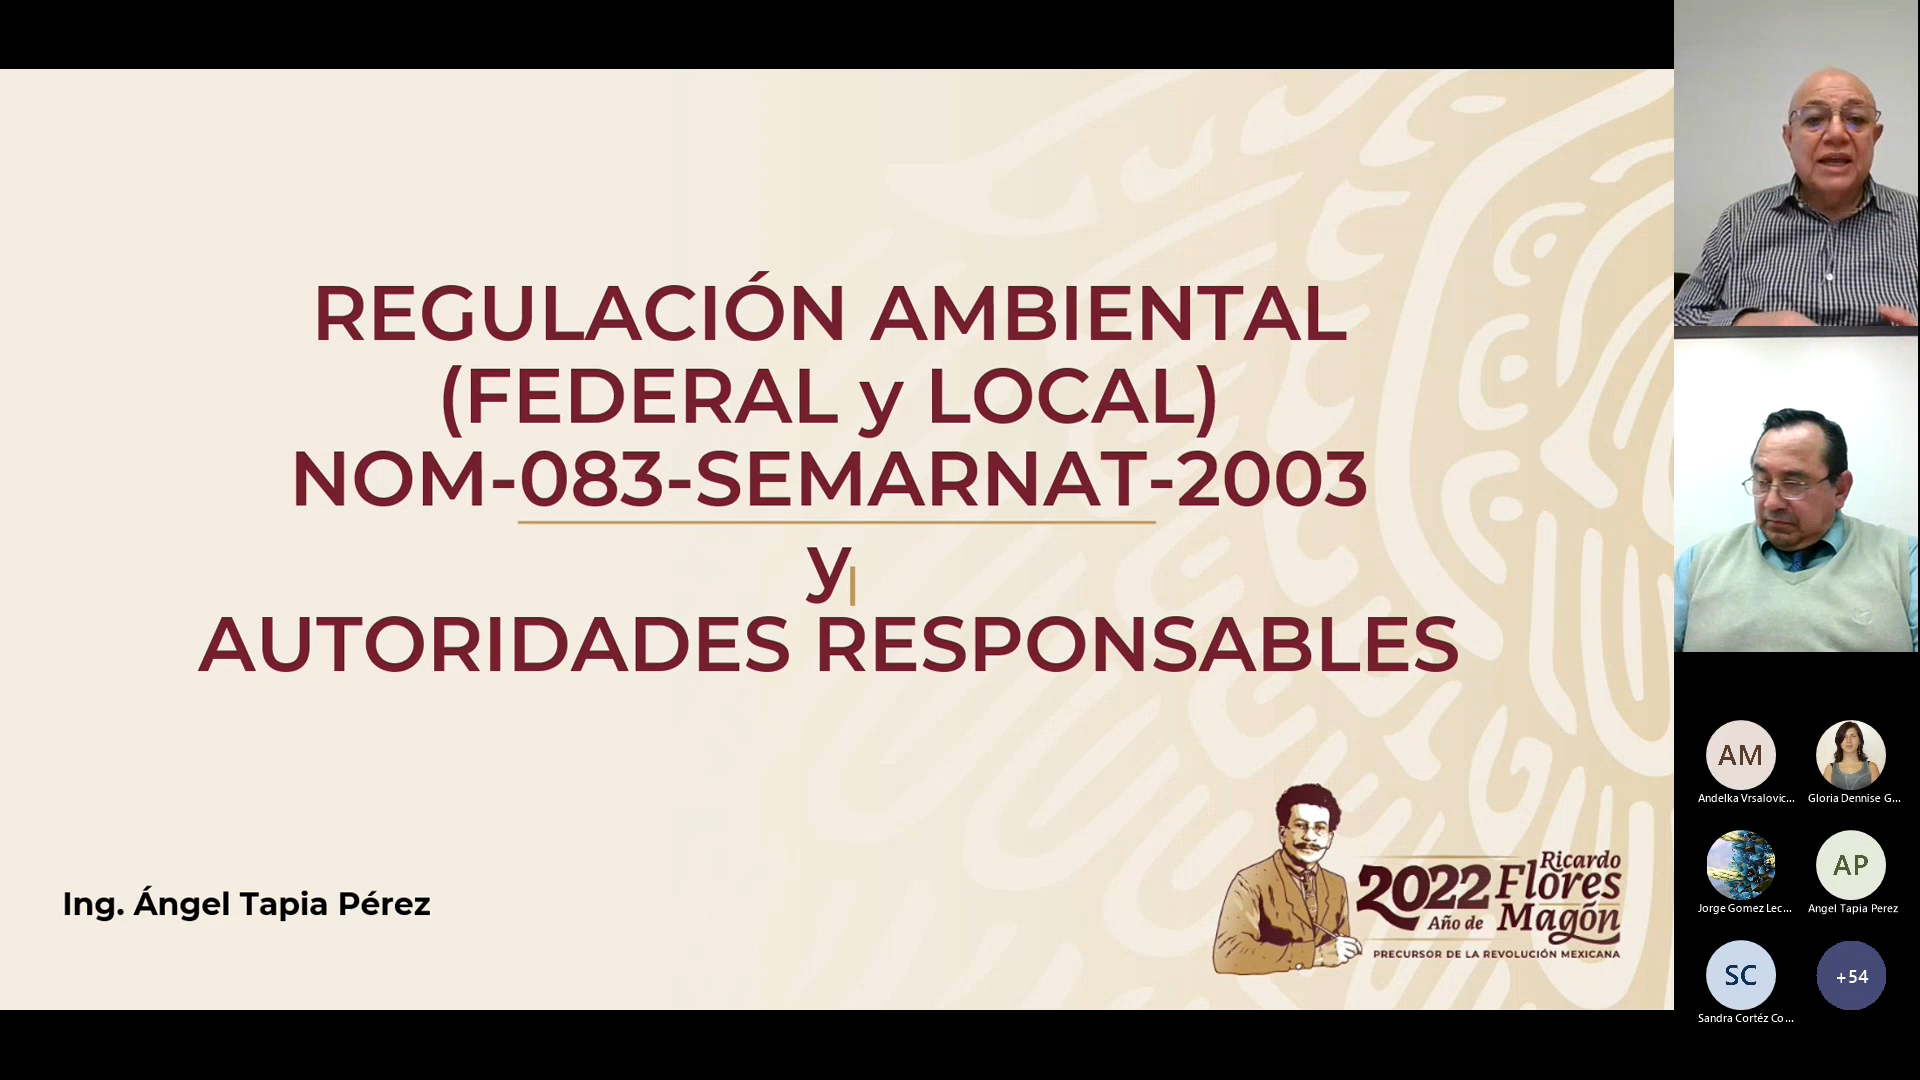 REGULACIÓN AMBIENTAL
(FEDERAL y LOCAL)
NOM-083-SEMARNAT-2003
y
AUTORIDADES RESPONSABLES
Ing. Ángel Tapia Pérez
2022 Ricardo
Flores
Año de Magón
PRECURSOR DE LA REVOLUCIÓN MEXICANA
AM
Andelka Vrsalovic...
Gloria Dennise G...
Jorge Gomez Lec...
AP
Angel Tapia Perez
SC
Sandra Cortéz Co...
+54